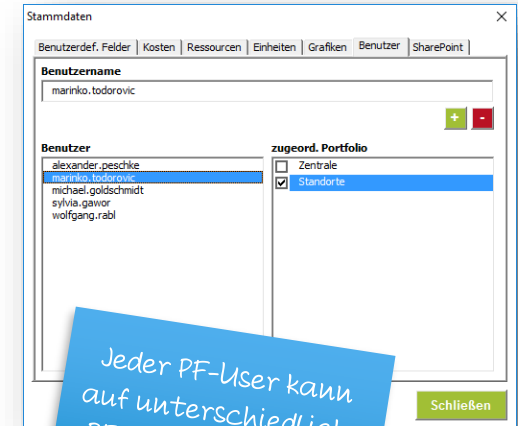 Stammdaten
Benutzerdef. Felder Kosten Ressourcen Einheiten Grafiken Benutzer SharePoint
Benutzername
marinko.todorovic
+ -
Benutzer zugeord. Portfolio
alexander.peschke Zentrale
marinko.todorovic Standorte
michael.goldschmidt
sylvia.gawor
wolfgang.rabl
Jeder PF-User kann
auf unterschiedlich
Schließen